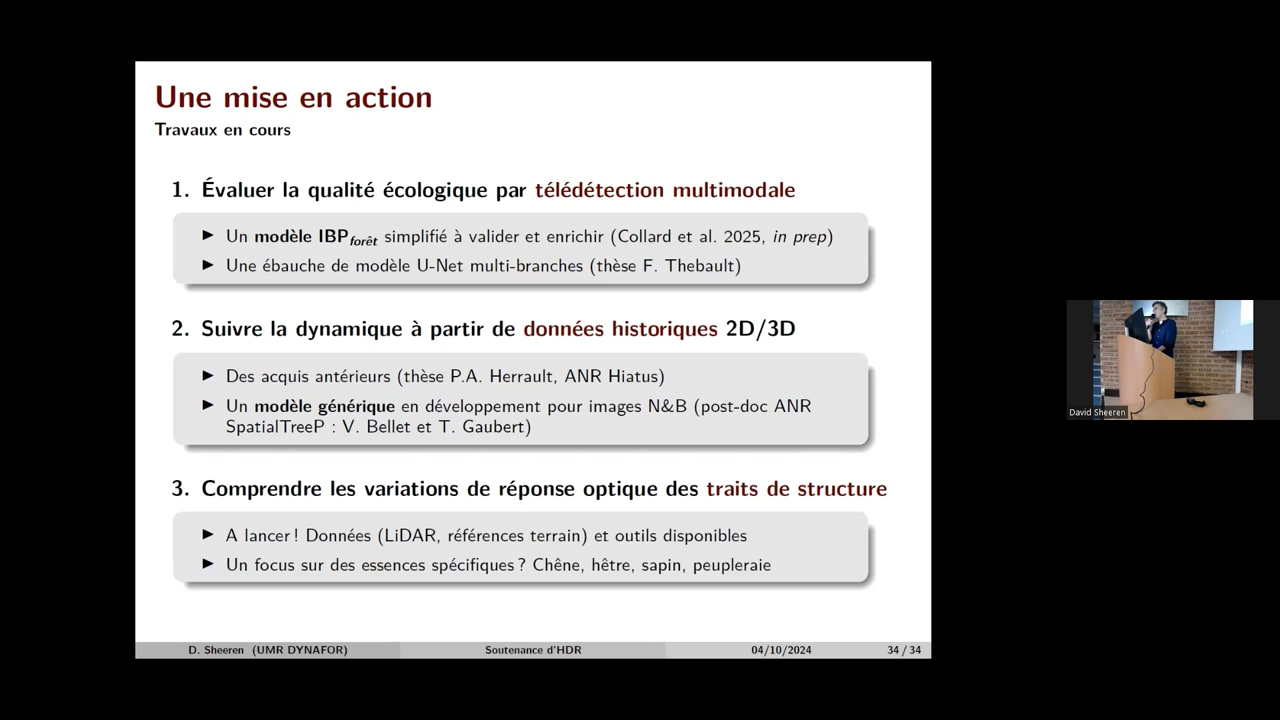 Une mise en action
Travaux en cours
1. Évaluer la qualité écologique par télédétection multimodale
► Un modèle IBPforêt simplifié à valider et enrichir (Collard et al. 2025, in prep)
► Une ébauche de modèle U-Net multi-branches (thèse F. Thebault)
2. Suivre la dynamique à partir de données historiques 2D/3D
► Des acquis antérieurs (thèse P.A. Herrault, ANR Hiatus)
► Un modèle générique en développement pour images N&B (post-doc ANR
SpatialTreeP : V. Bellet et T. Gaubert)
3. Comprendre les variations de réponse optique des traits de structure
► A lancer ! Données (LiDAR, références terrain) et outils disponibles
► Un focus sur des essences spécifiques ? Chêne, hêtre, sapin, peupleraie
D. Sheeren (UMR DYNAFOR) Soutenance d'HDR 04/10/2024 34 / 34
David Sheeren